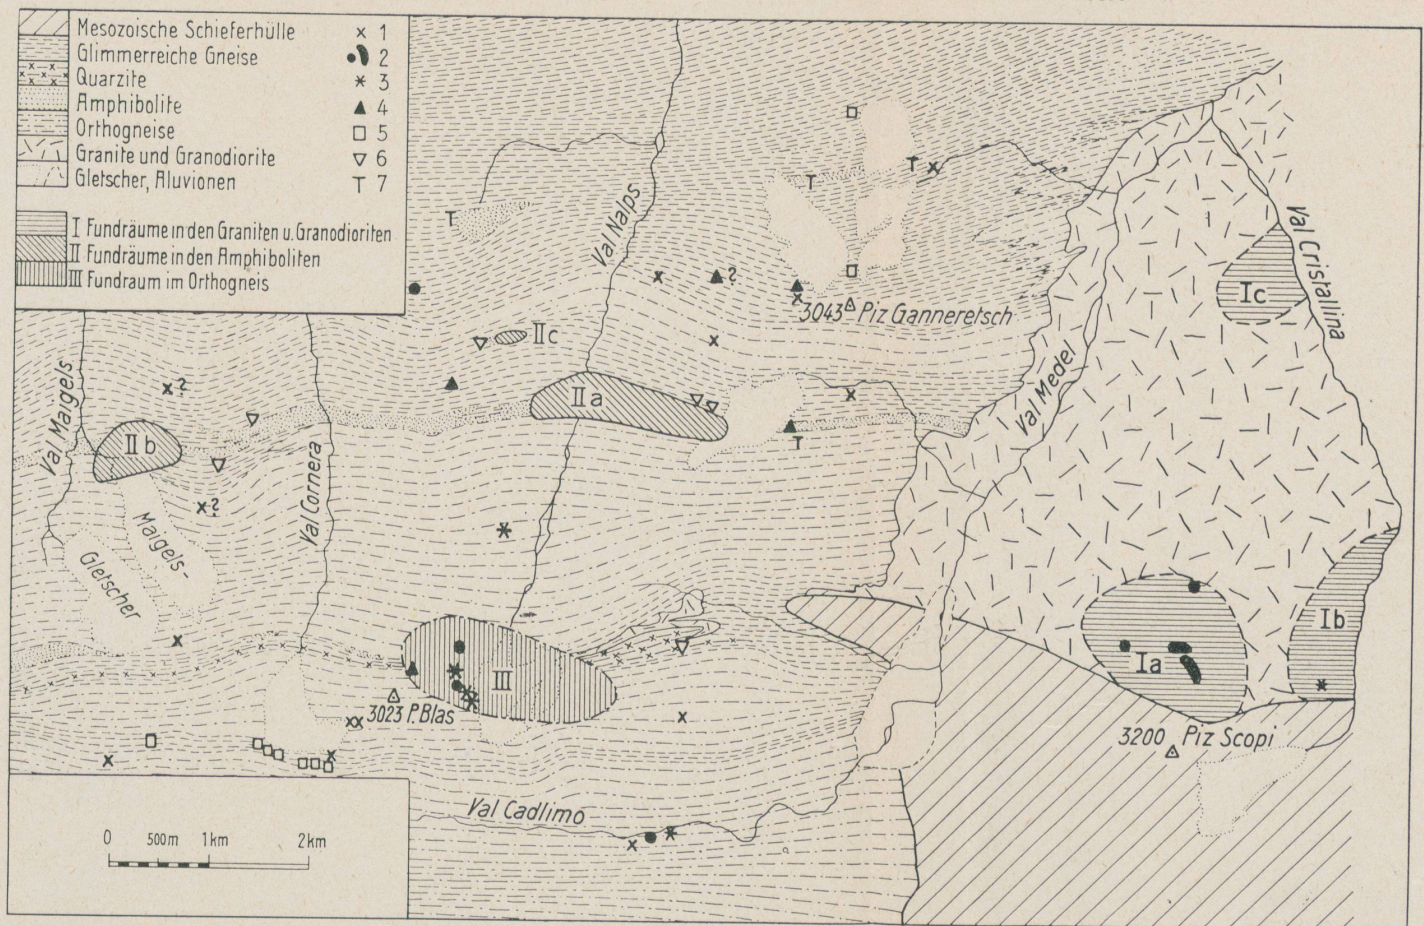 Mesozoische Schieferhülle × 1
Glimmerreiche Gneise 2
Quarzite * 3
Amphibolite ▲ 4
Orthogneise □ 5
Granite und Granodiorite ▽ 6
Gletscher, Aluvionen T 7
I Fundräume in den Graniten u. Granodioriten
II Fundräume in den Amphiboliten
III Fundraum im Orthogneis
T
T
T
Val Nalps
Val Cristallina
Ic
?
3043 Piz Ganneretsch
IIc
Val Medel
Val Maigels
?
IIa
IIb
T
Val Cornera
?
Maigels-
Gletscher
Ib
Ia
III
3023 P. Blas
3200 Piz Scopi
Val Cadlimo
0 500m 1km 2km